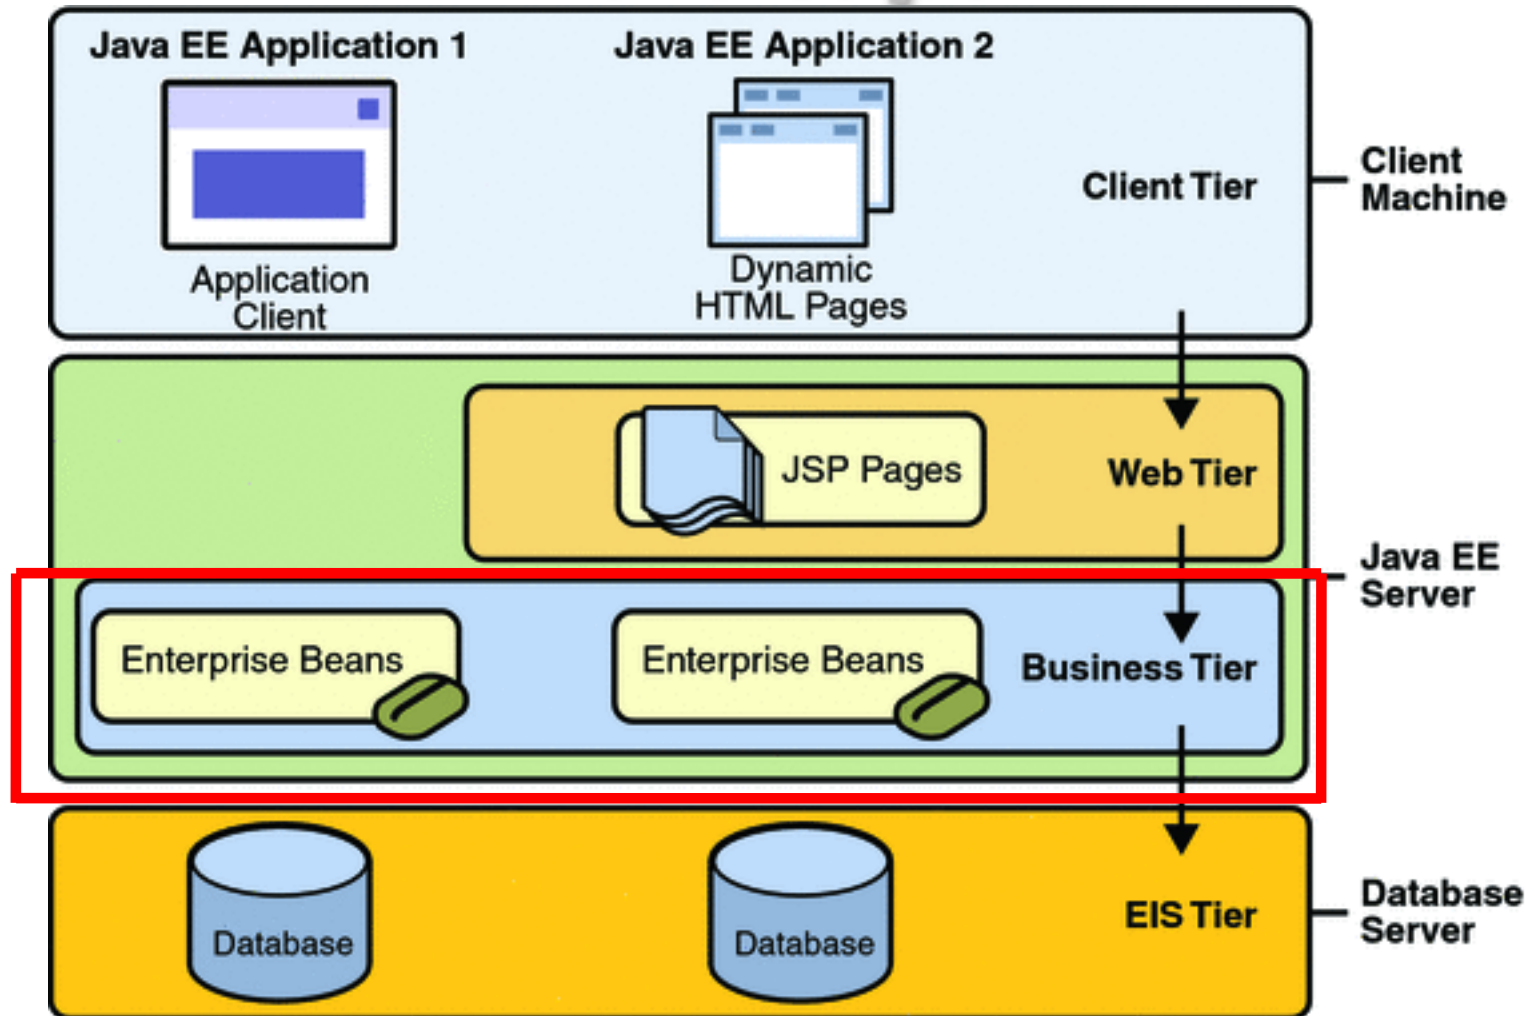 Java EE Application 1
Java EE Application 2
Application
Client
Dynamic
HTML Pages
Client Tier
Client
Machine
JSP Pages
Web Tier
Java EE
Server
Enterprise Beans
Enterprise Beans
Business Tier
Database
Database
EIS Tier
Database
Server